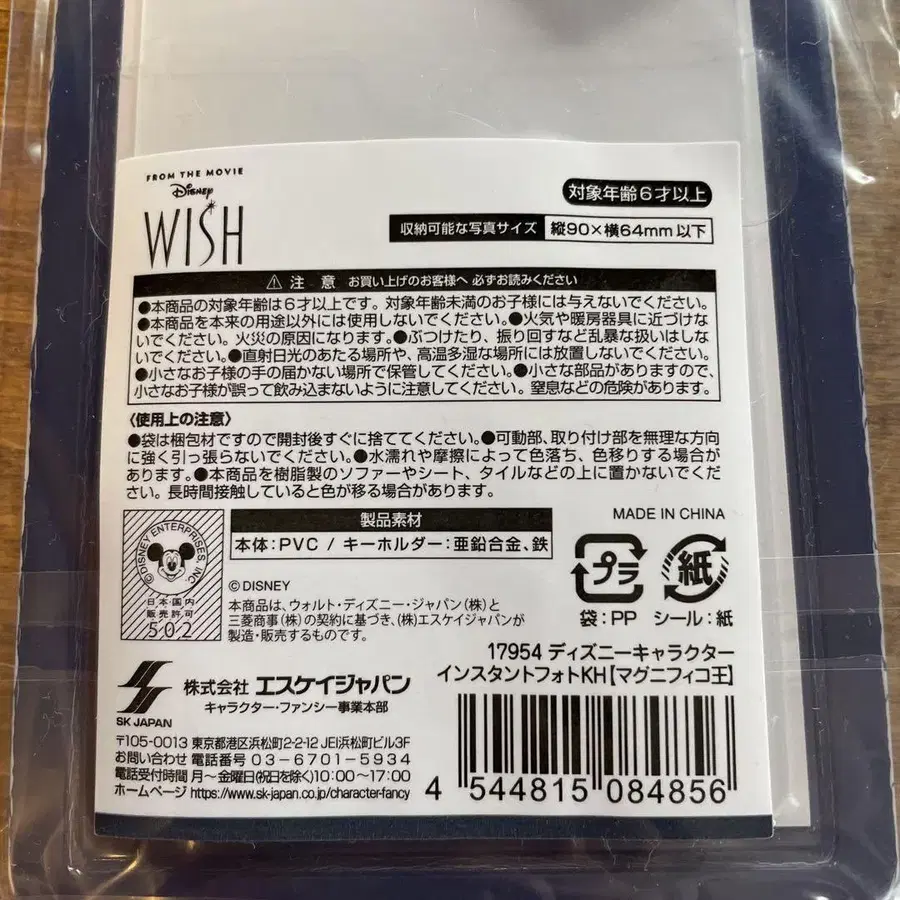 FROM THE MOVIE
Disney
WISH
対象年齢6才以上
収納可能な写真サイズ 縦90×横64mm以下
⚠ 注 意 お買い上げのお客様へ 必ずお読みください
●本商品の対象年齢は6才以上です。対象年齢未満のお子様には与えないでください。
●本商品を本来の用途以外には使用しないでください。●火気や暖房器具に近づけな
いでください。火災の原因になります。●ぶつけたり、振り回すなど乱暴な扱いはしな
いでください。●直射日光のあたる場所や、高温多湿な場所には放置しないでください。
●小さなお子様の手の届かない場所で保管してください。●小さな部品がありますので、
小さなお子様が誤って飲み込まないように注意してください。窒息などの危険があります。
〈使用上の注意〉
●袋は梱包材ですので開封後すぐに捨ててください。●可動部、取り付け部を無理な方向
に強く引っ張らないでください。●水濡れや摩擦によって色落ち、色移りする場合が
あります。●本商品を樹脂製のソファーやシート、タイルなどの上に置かないでくだ
さい。長時間接触していると色が移る場合があります。
製品素材
本体:PVC / キーホルダー:亜鉛合金、鉄
MADE IN CHINA
©DISNEY ENTERPRISES, INC.
日本国内
販売許可
502
©DISNEY
本商品は、ウォルト・ディズニー・ジャパン(株)と
三菱商事(株)の契約に基づき、(株)エスケイジャパンが
製造・販売するものです。
プラ 紙
袋:PP シール:紙
17954 ディズニーキャラクター
インスタントフォトKH【マグニフィコ王】
SK JAPAN
株式会社 エスケイジャパン
キャラクター・ファンシー事業本部
〒105-0013 東京都港区浜松町2-2-12 JEI浜松町ビル3F
お問い合わせ 電話番号 03-6701-5934
電話受付時間 月~金曜日(祝日を除く)10:00~17:00
ホームページ https://www.sk-japan.co.jp/character-fancy
4 544815 084856